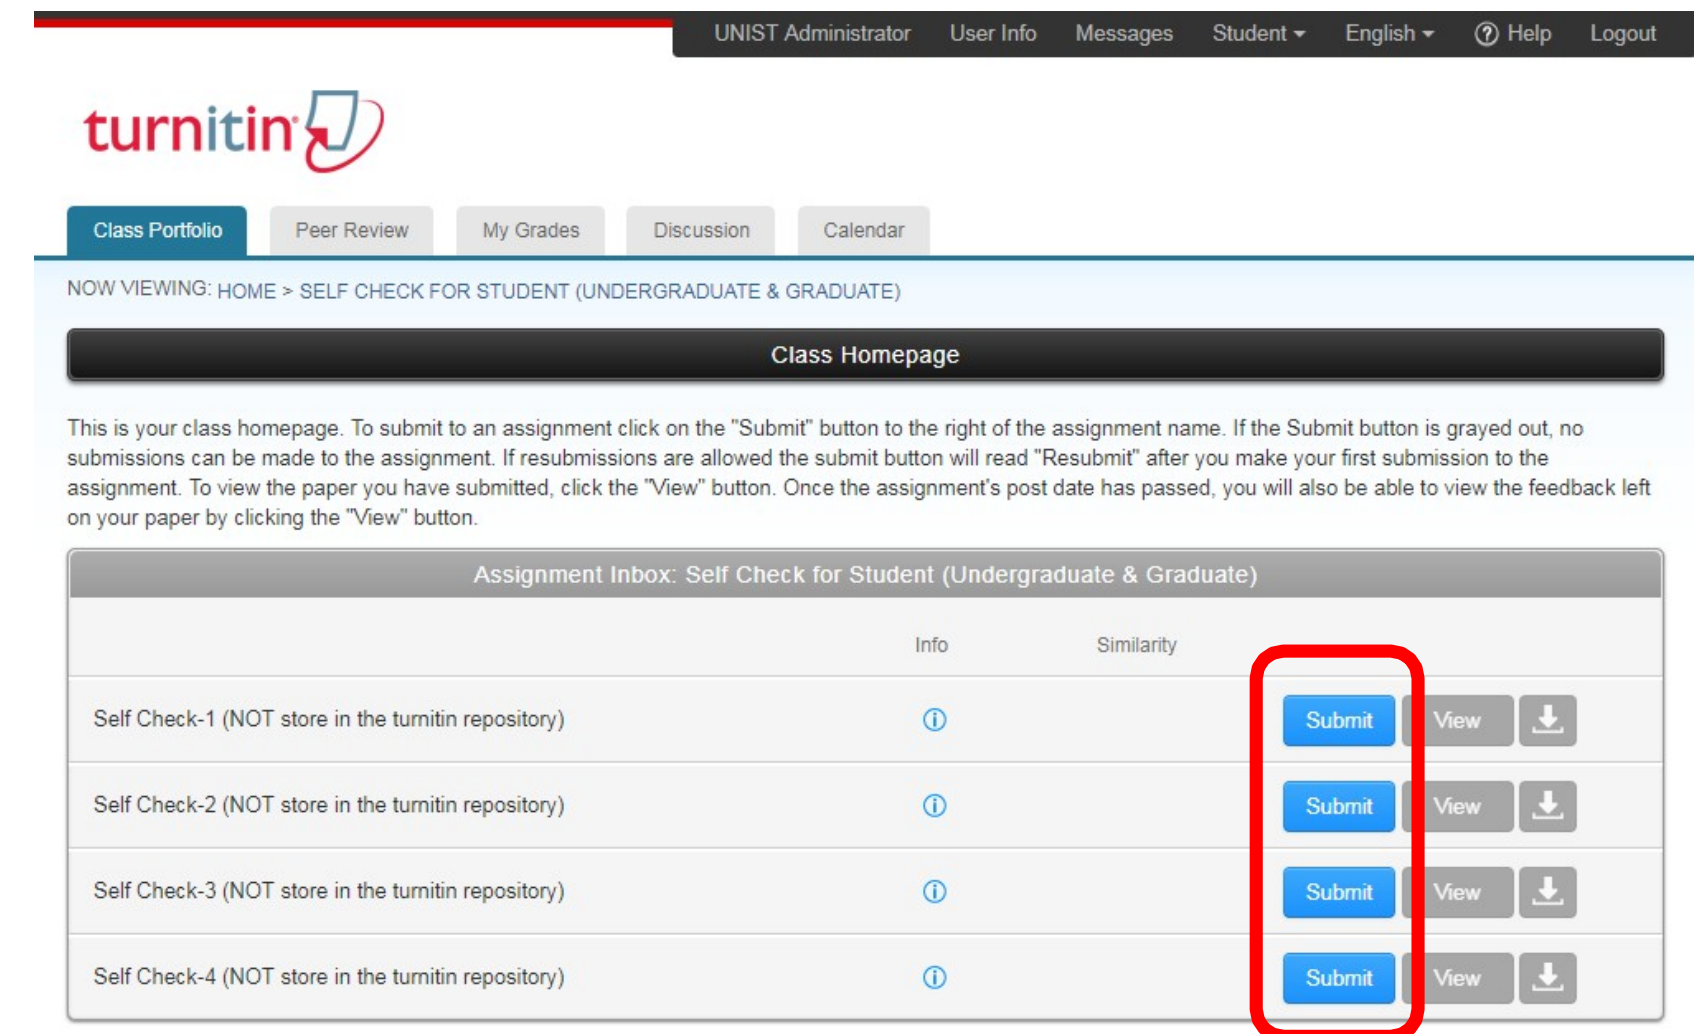 UNIST Administrator User Info Messages Student English Help Logout
turnitin
Class Portfolio Peer Review My Grades Discussion Calendar
NOW VIEWING: HOME > SELF CHECK FOR STUDENT (UNDERGRADUATE & GRADUATE)
Class Homepage
This is your class homepage. To submit to an assignment click on the "Submit" button to the right of the assignment name. If the Submit button is grayed out, no
submissions can be made to the assignment. If resubmissions are allowed the submit button will read "Resubmit" after you make your first submission to the
assignment. To view the paper you have submitted, click the "View" button. Once the assignment's post date has passed, you will also be able to view the feedback left
on your paper by clicking the "View" button.
Assignment Inbox: Self Check for Student (Undergraduate & Graduate)
Info Similarity
Self Check-1 (NOT store in the turnitin repository) Submit View
Self Check-2 (NOT store in the turnitin repository) Submit View
Self Check-3 (NOT store in the turnitin repository) Submit View
Self Check-4 (NOT store in the turnitin repository) Submit View